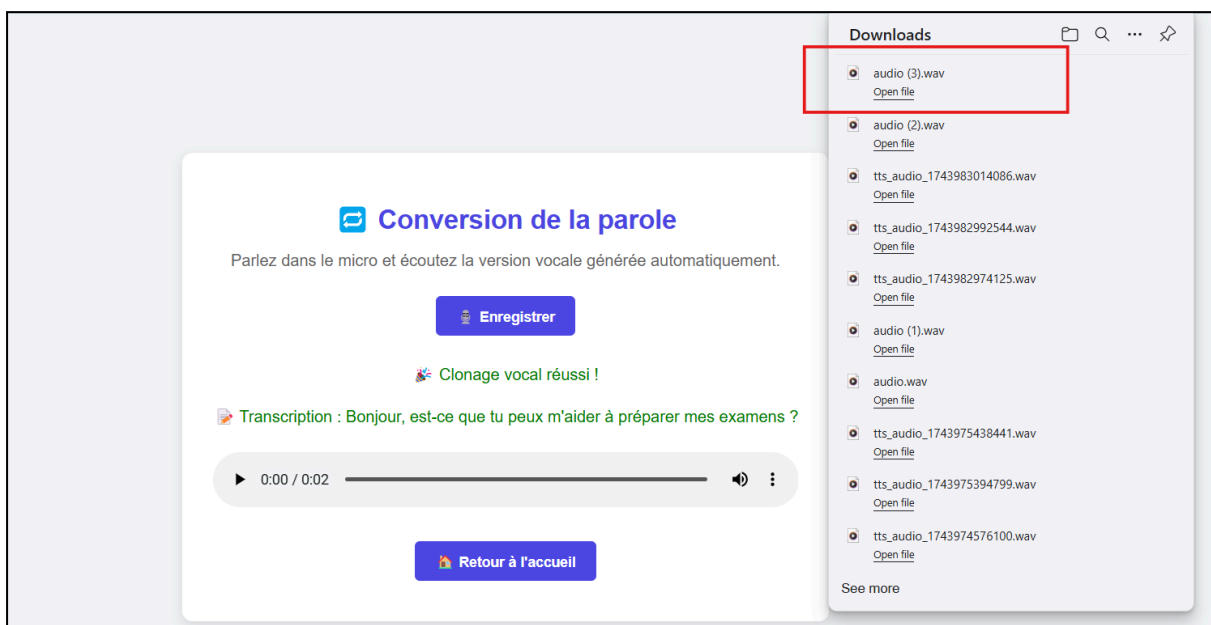 Conversion de la parole
Parlez dans le micro et écoutez la version vocale générée automatiquement.
Enregistrer
Clonage vocal réussi !
Transcription : Bonjour, est-ce que tu peux m'aider à préparer mes examens ?
0:00 / 0:02
Retour à l'accueil
Downloads
audio (3).wav
Open file
audio (2).wav
Open file
tts_audio_1743983014086.wav
Open file
tts_audio_1743982992544.wav
Open file
tts_audio_1743982974125.wav
Open file
audio (1).wav
Open file
audio.wav
Open file
tts_audio_1743975438441.wav
Open file
tts_audio_1743975394799.wav
Open file
tts_audio_1743974576100.wav
Open file
See more